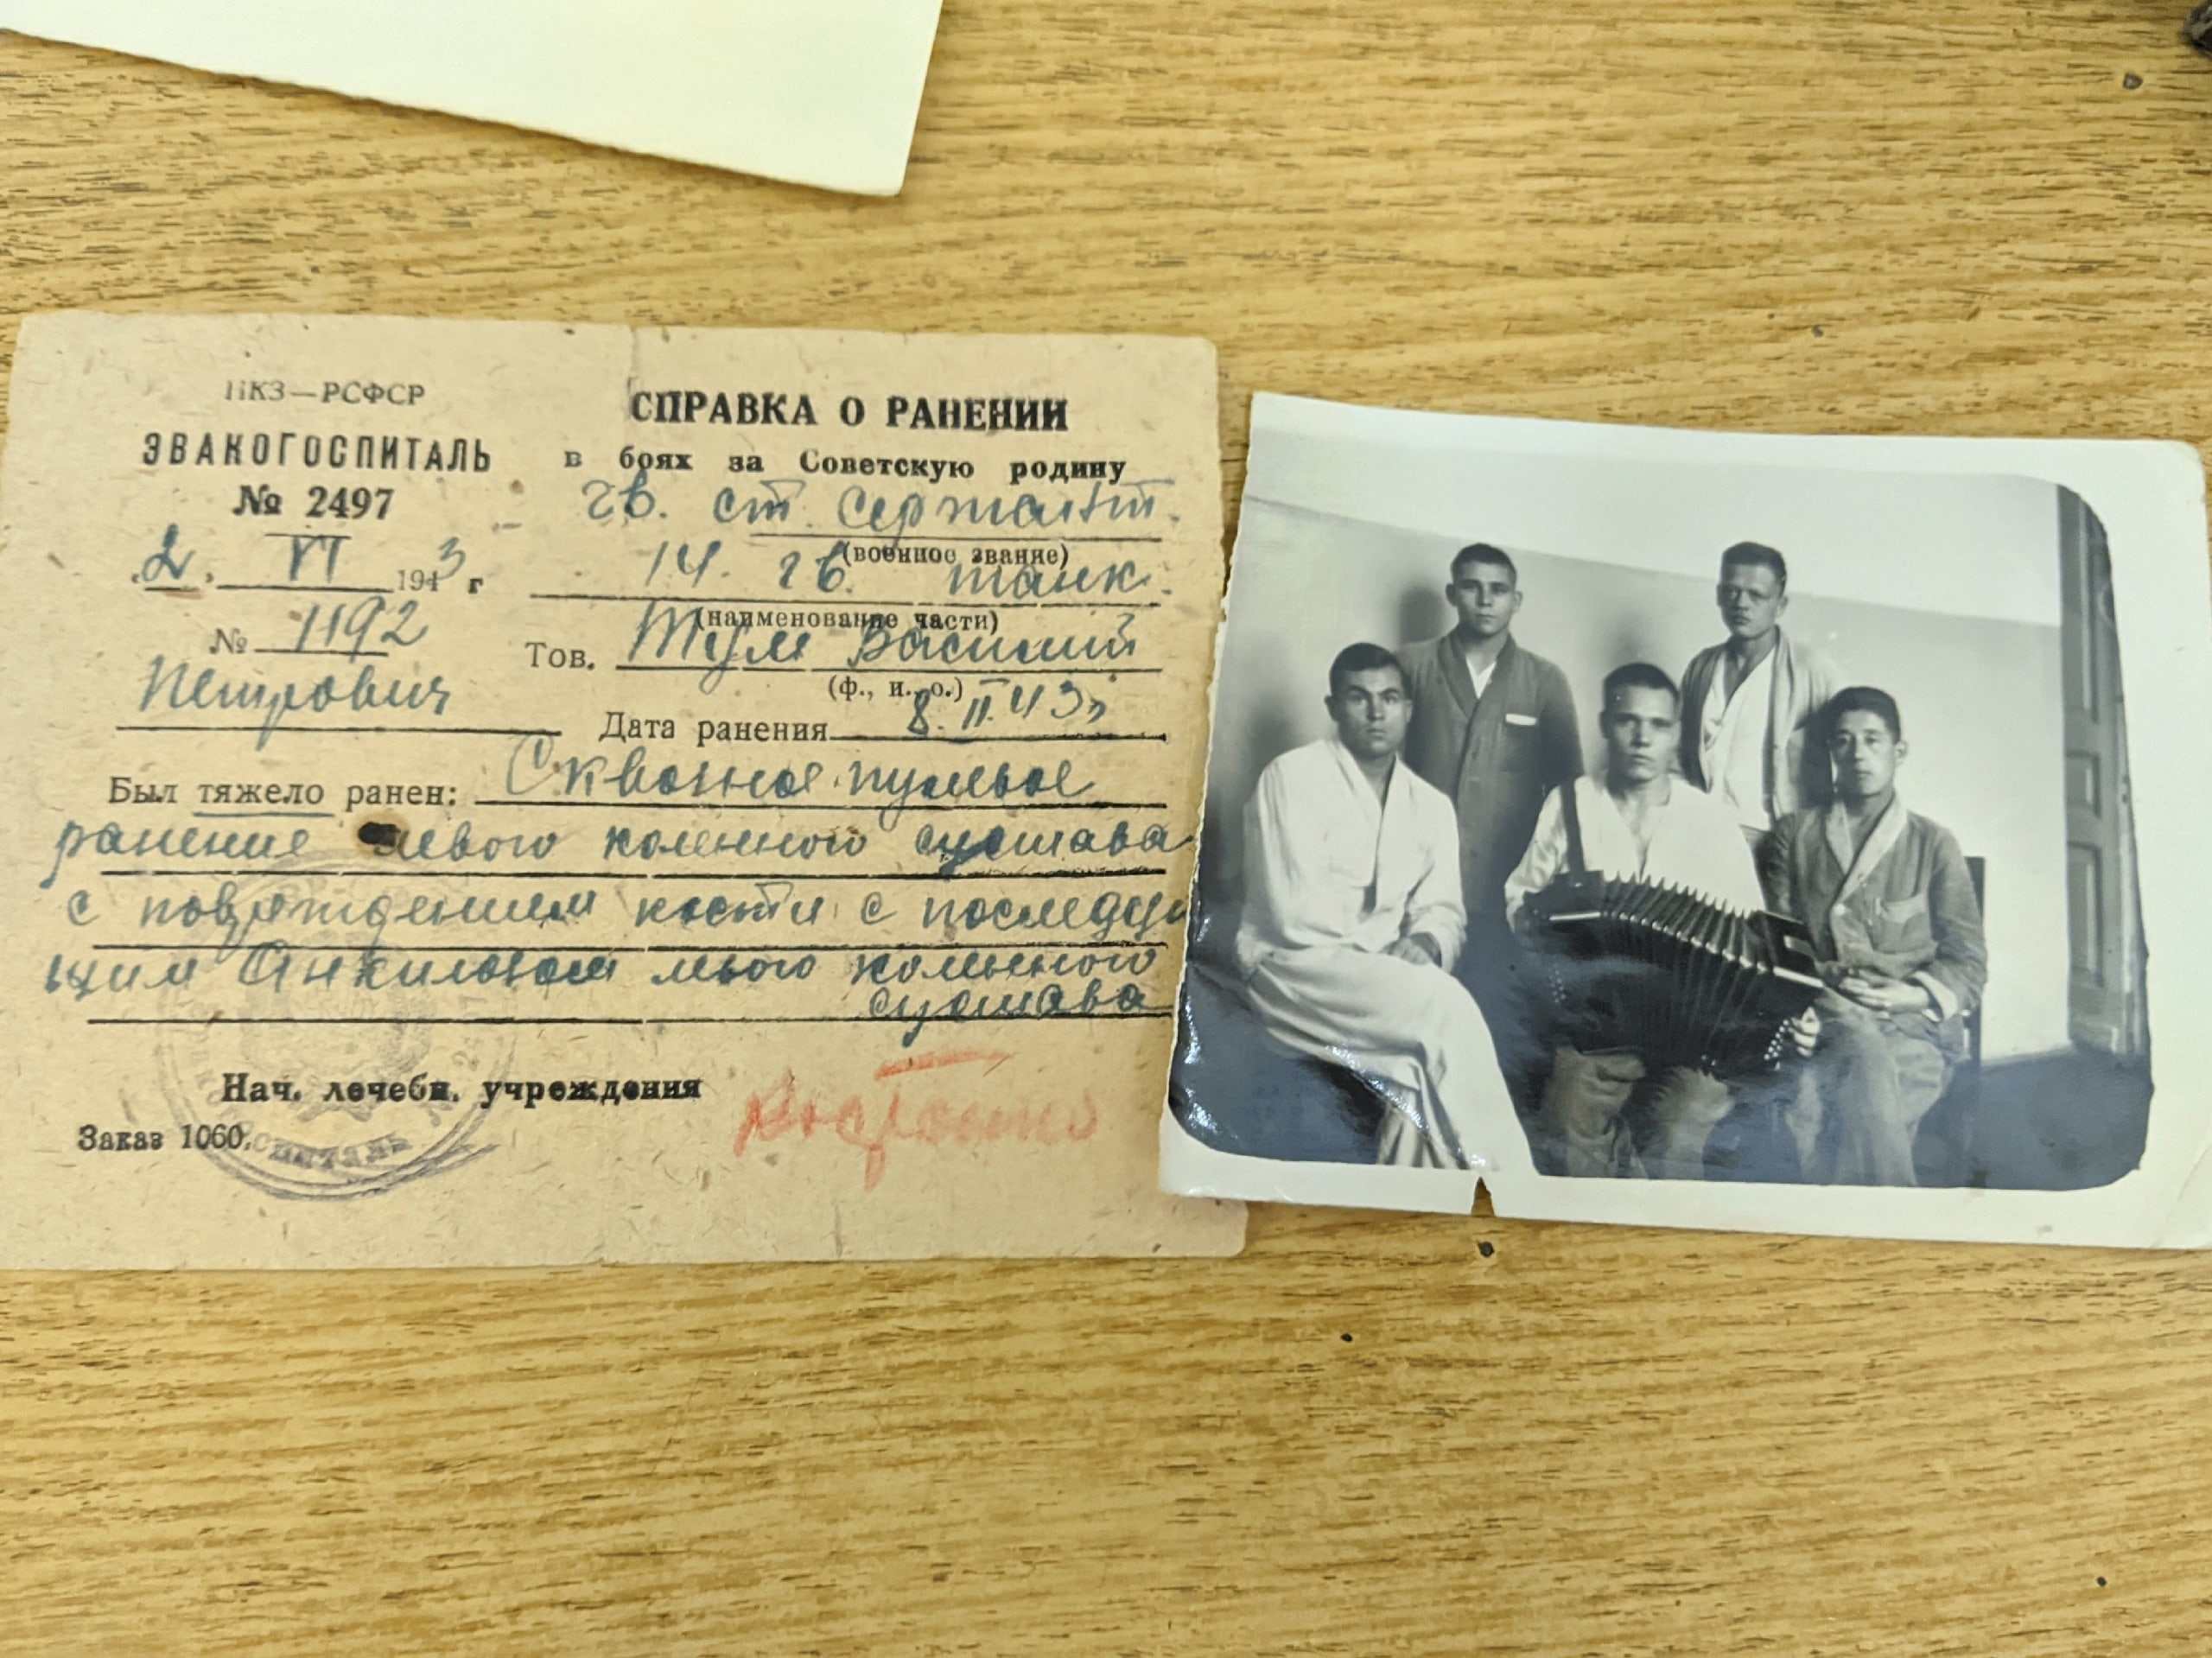 НКЗ—РСФСР
ЭВАКОГОСПИТАЛЬ
№ 2497
„2„ VI 1943 г
№ 1192
СПРАВКА О РАНЕНИИ
в боях за Советскую родину
гв. ст. сержант.
(военное звание)
14. гв. танк.
(наименование части)
Тов. Василий
(ф., и., о.)
Петрович
Дата ранения 8. II. 43
Был тяжело ранен: Сквозное пулевое
ранение левого коленного сустава
с повреждением кости с последую
щим Анкилозом левого коленного
сустава
Нач. лечебн. учреждения
Заказ 1060.